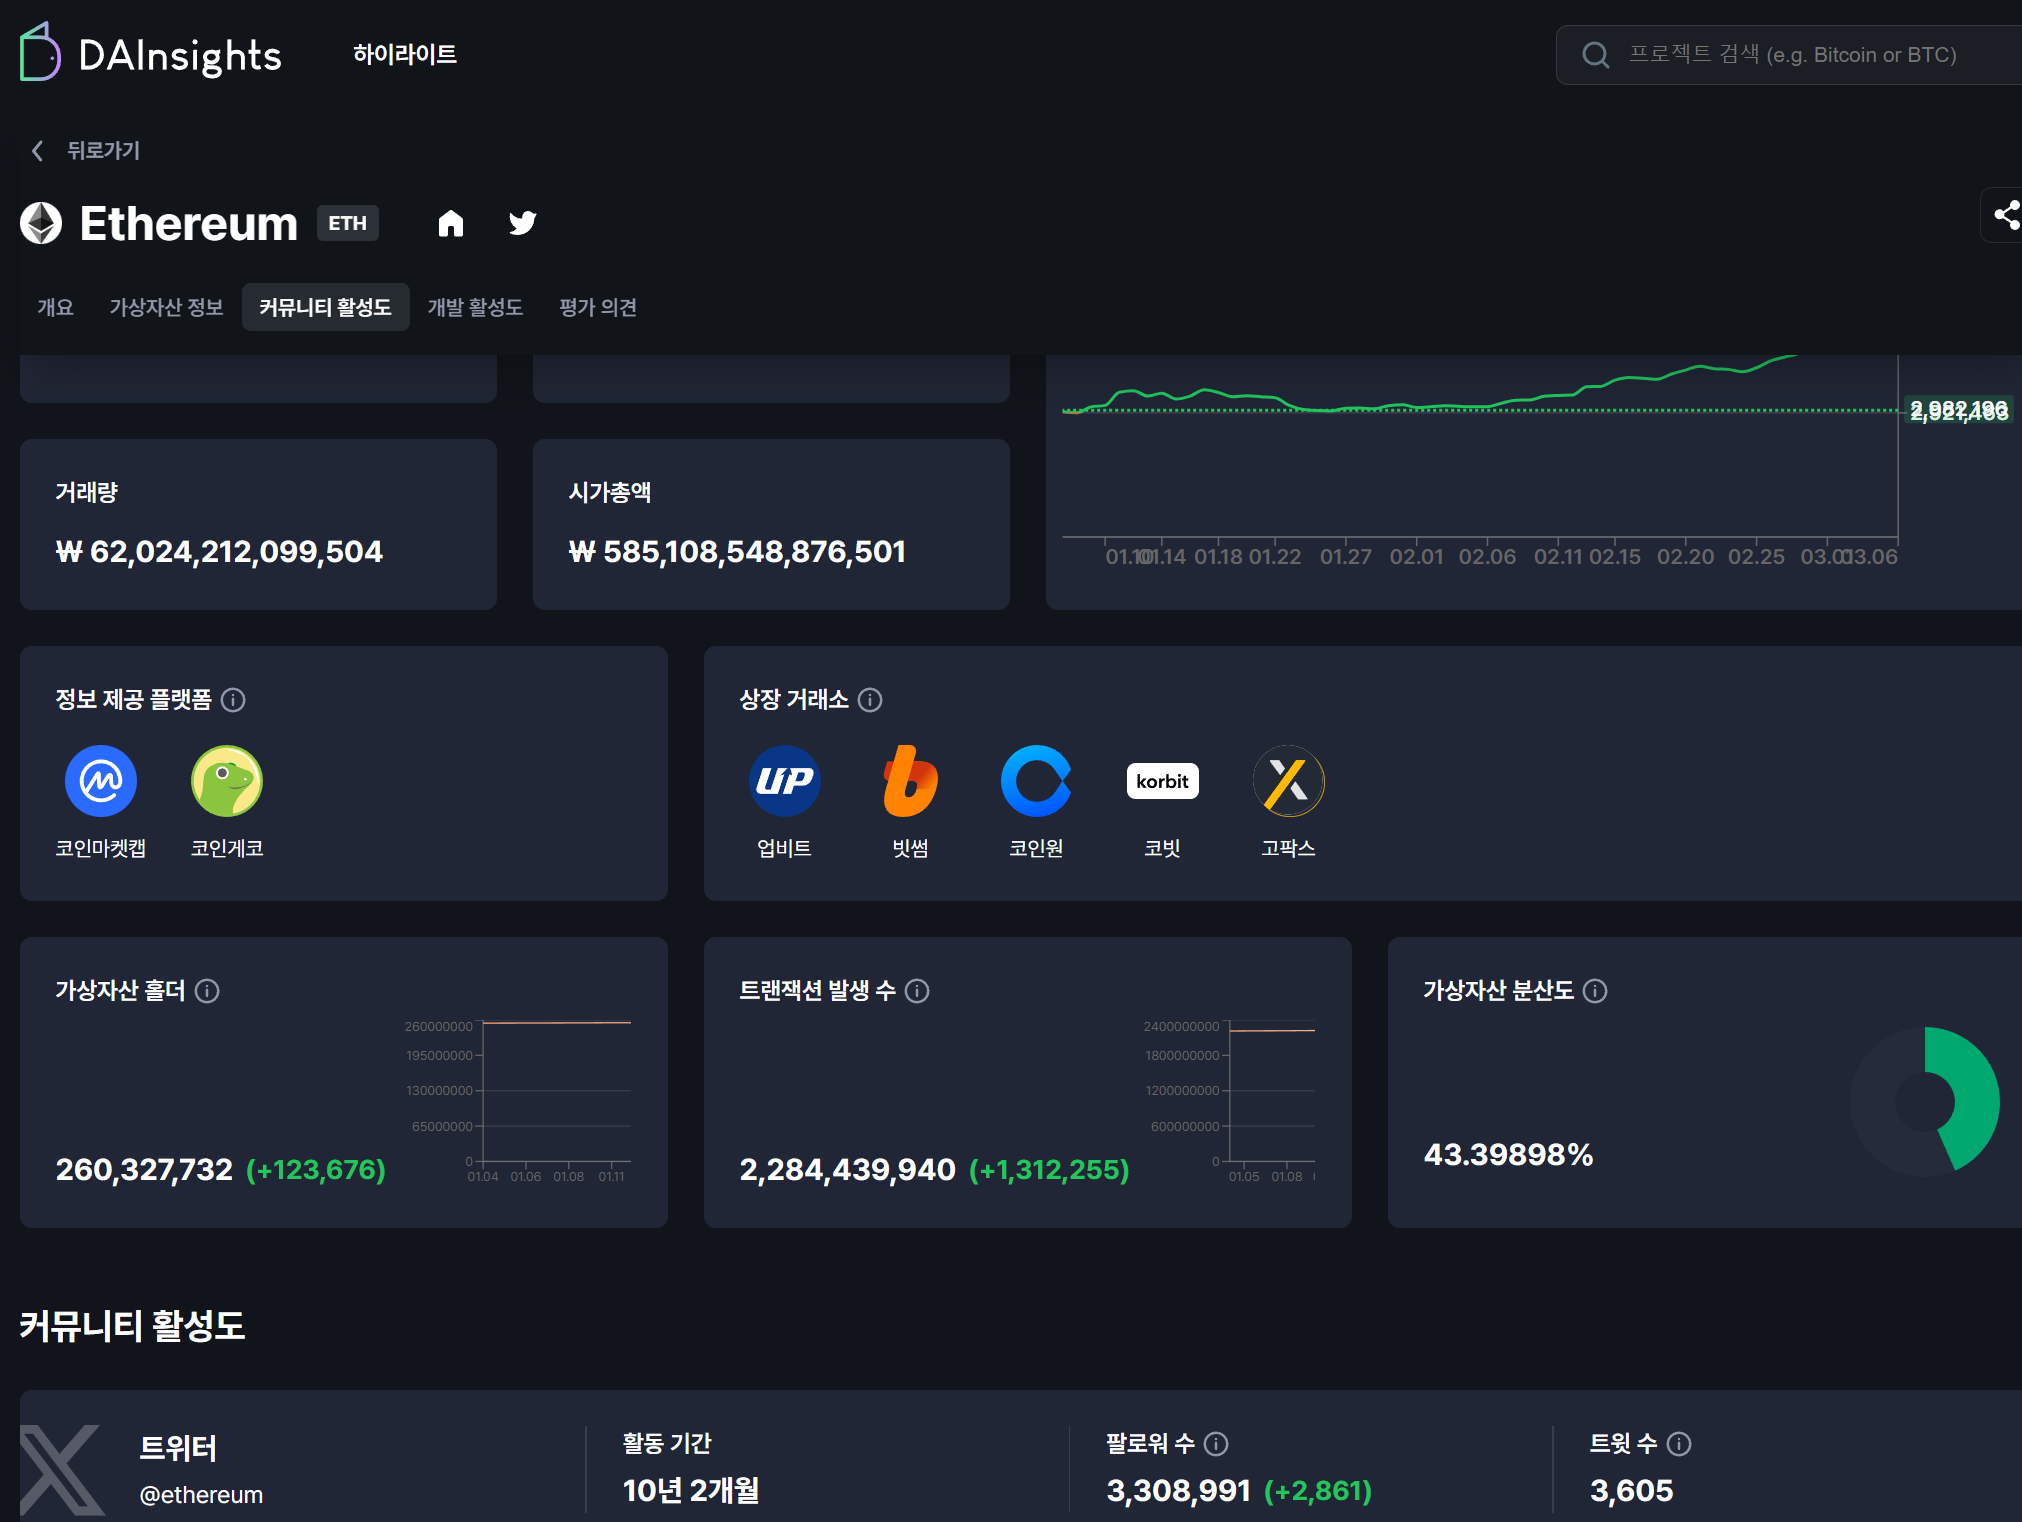 DAInsights
하이라이트
프로젝트 검색 (e.g. Bitcoin or BTC)
뒤로가기
Ethereum ETH
개요 가상자산 정보 커뮤니티 활성도 개발 활성도 평가 의견
01.10 01.14 01.18 01.22 01.27 02.01 02.06 02.11 02.15 02.20 02.25 03.01 03.06
거래량
₩ 62,024,212,099,504
시가총액
₩ 585,108,548,876,501
정보 제공 플랫폼
코인마켓캡 코인게코
상장 거래소
UP korbit
업비트 빗썸 코인원 코빗 고팍스
가상자산 홀더
260,327,732 (+123,676)
260000000
195000000
130000000
65000000
0
01.04 01.06 01.08 01.11
트랜잭션 발생 수
2,284,439,940 (+1,312,255)
2400000000
1800000000
1200000000
600000000
0
01.05 01.08
가상자산 분산도
43.39898%
커뮤니티 활성도
트위터
@ethereum
활동 기간
10년 2개월
팔로워 수
3,308,991 (+2,861)
트윗 수
3,605